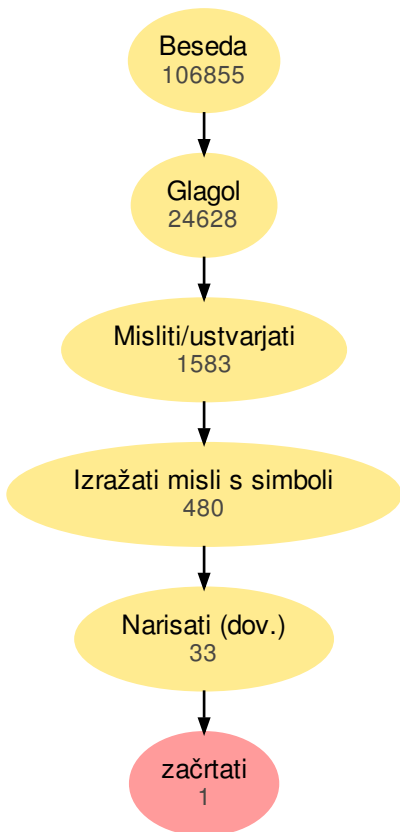 Beseda
106855
Glagol
24628
Misliti/ustvarjati
1583
Izražati misli s simboli
480
Narisati (dov.)
33
začrtati
1